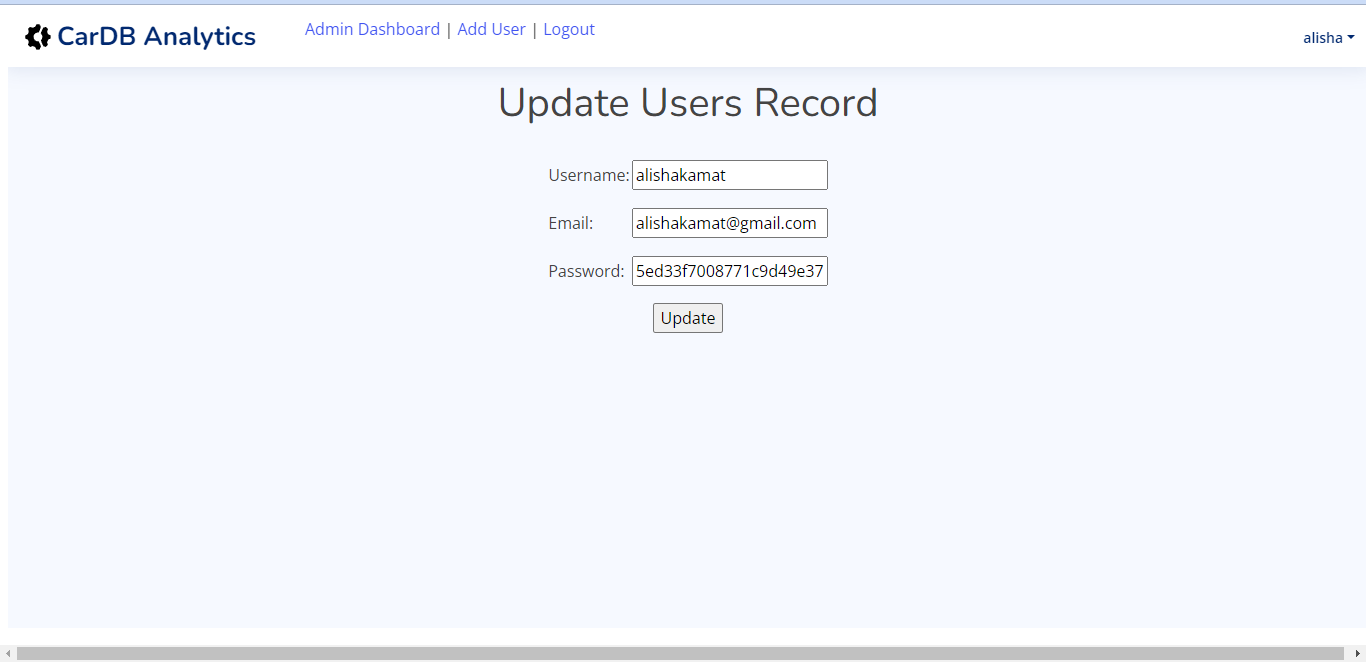 CarDB Analytics
Admin Dashboard | Add User | Logout
alisha
Update Users Record
Username: alishakamat
Email: alishakamat@gmail.com
Password: 5ed33f7008771c9d49e37
Update